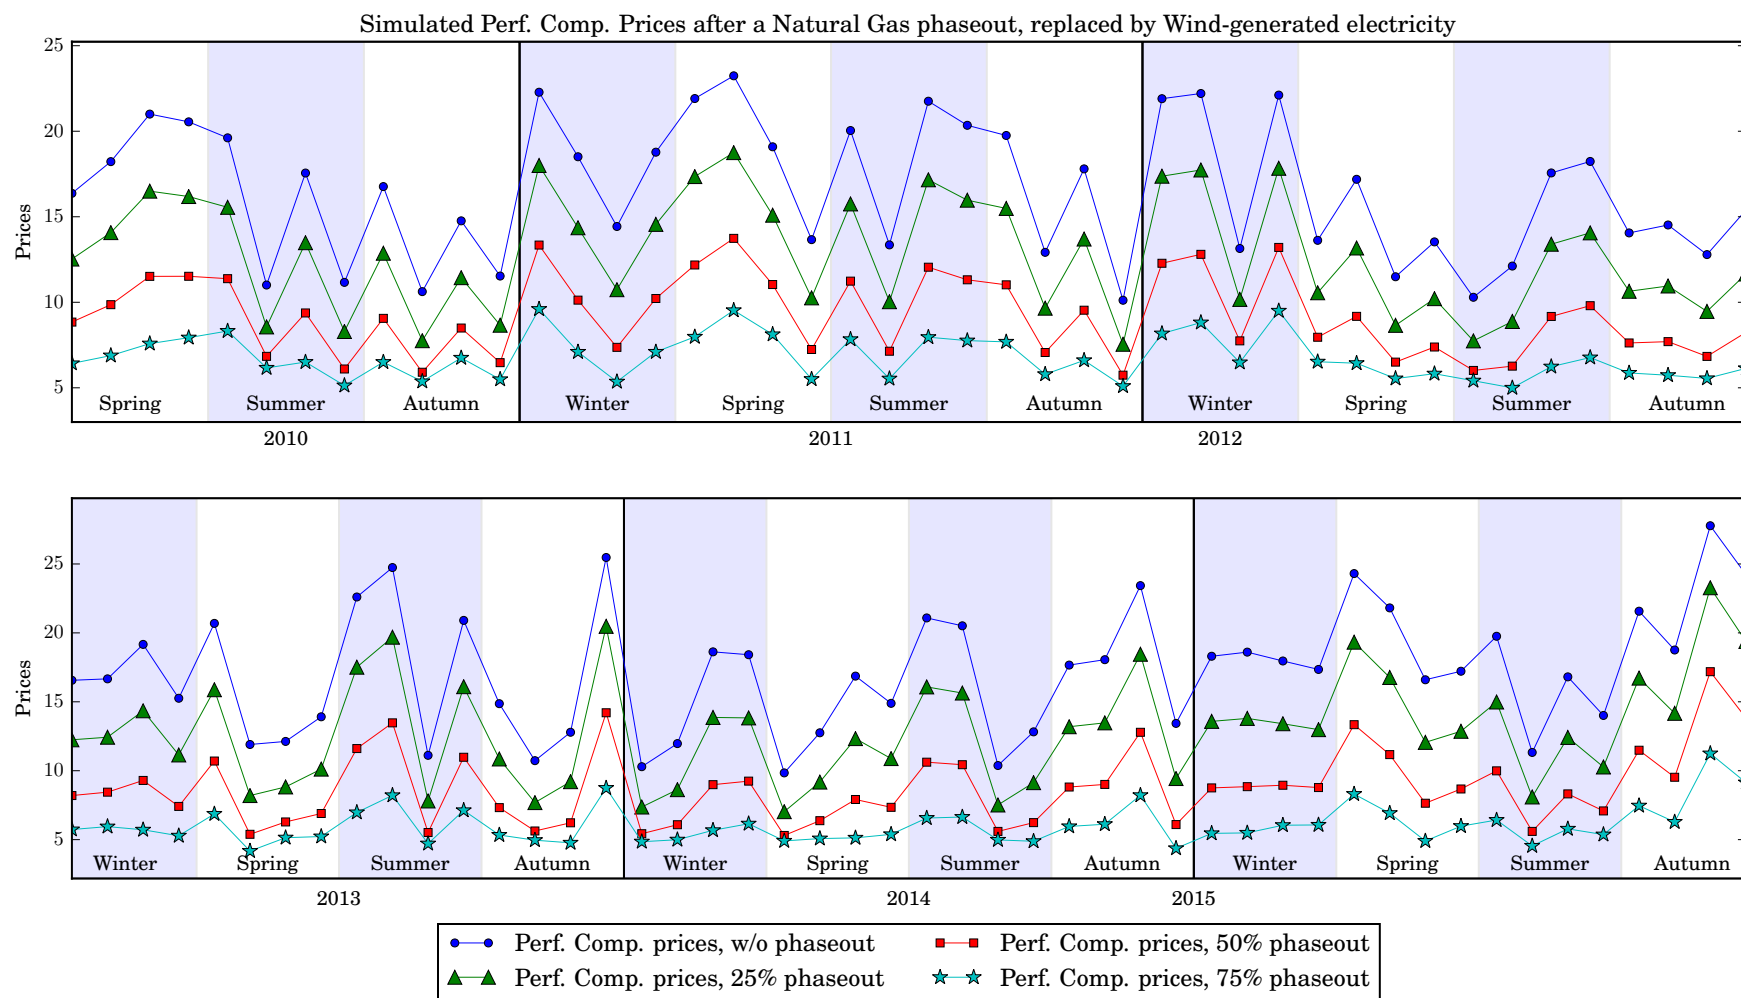 Simulated Perf. Comp. Prices after a Natural Gas phaseout, replaced by Wind-generated electricity
25
20
15
10
5
Prices
Spring Summer Autumn Winter Spring Summer Autumn Winter Spring Summer Autumn
2010 2011 2012
25
20
15
10
5
Prices
Winter Spring Summer Autumn Winter Spring Summer Autumn Winter Spring Summer Autumn
2013 2014 2015
Perf. Comp. prices, w/o phaseout Perf. Comp. prices, 50% phaseout
Perf. Comp. prices, 25% phaseout Perf. Comp. prices, 75% phaseout